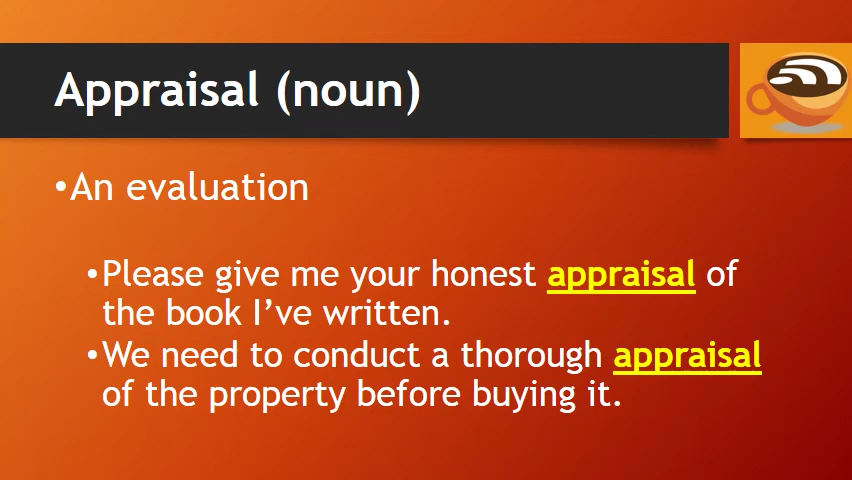 Appraisal (noun)
•An evaluation
•Please give me your honest appraisal of
the book I’ve written.
•We need to conduct a thorough appraisal
of the property before buying it.